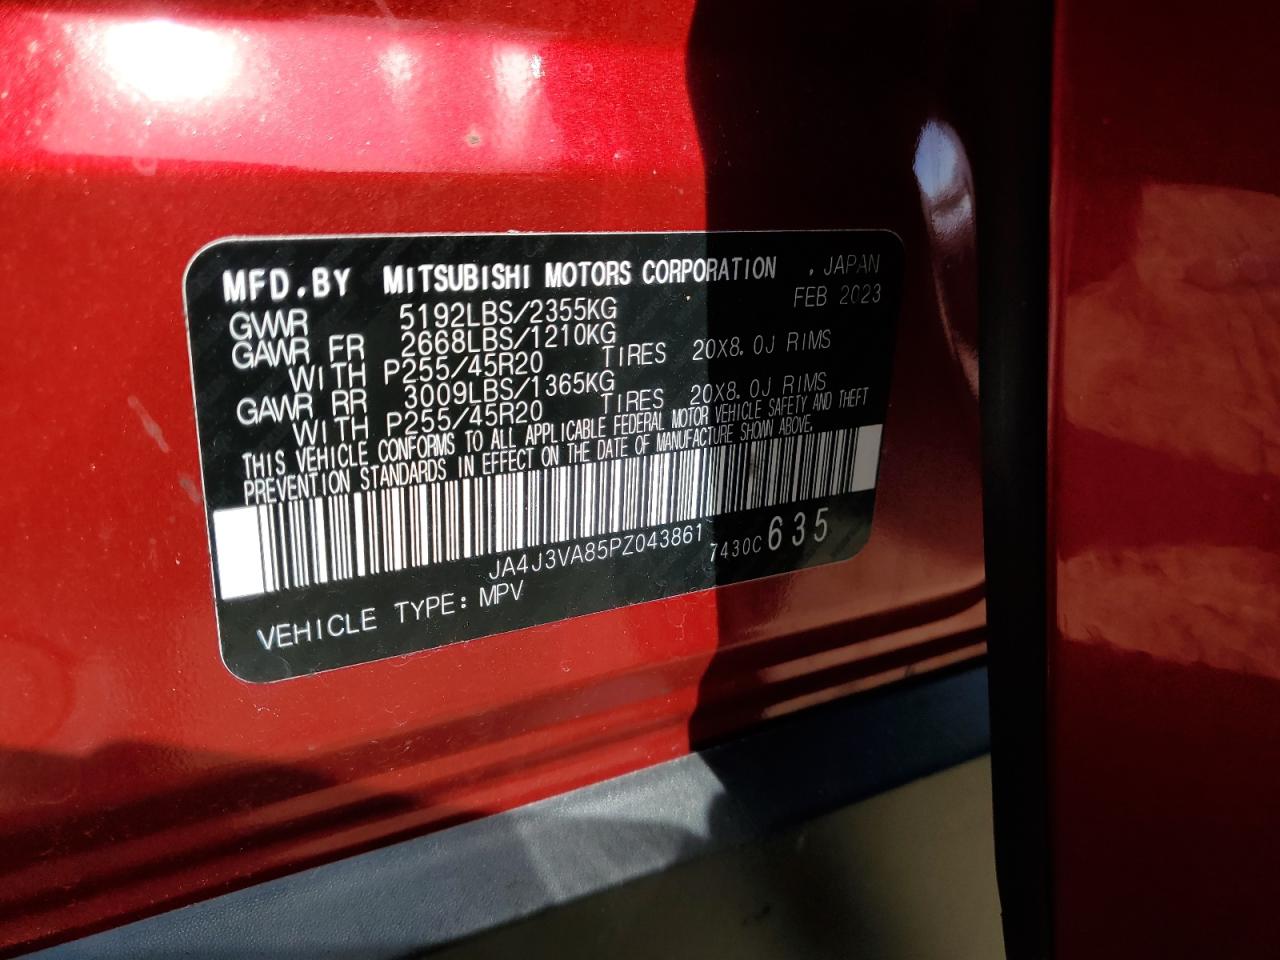 MFD.BY MITSUBISHI MOTORS CORPORATION , JAPAN
GVWR 5192LBS/2355KG FEB 2023
GAWR FR 2668LBS/1210KG
WITH P255/45R20 TIRES 20X8.0J RIMS
GAWR RR 3009LBS/1365KG
WITH P255/45R20 TIRES 20X8.0J RIMS
THIS VEHICLE CONFORMS TO ALL APPLICABLE FEDERAL MOTOR VEHICLE SAFETY AND THEFT
PREVENTION STANDARDS IN EFFECT ON THE DATE OF MANUFACTURE SHOWN ABOVE.
JA4J3VA85PZ043861 7430C 635
VEHICLE TYPE: MPV